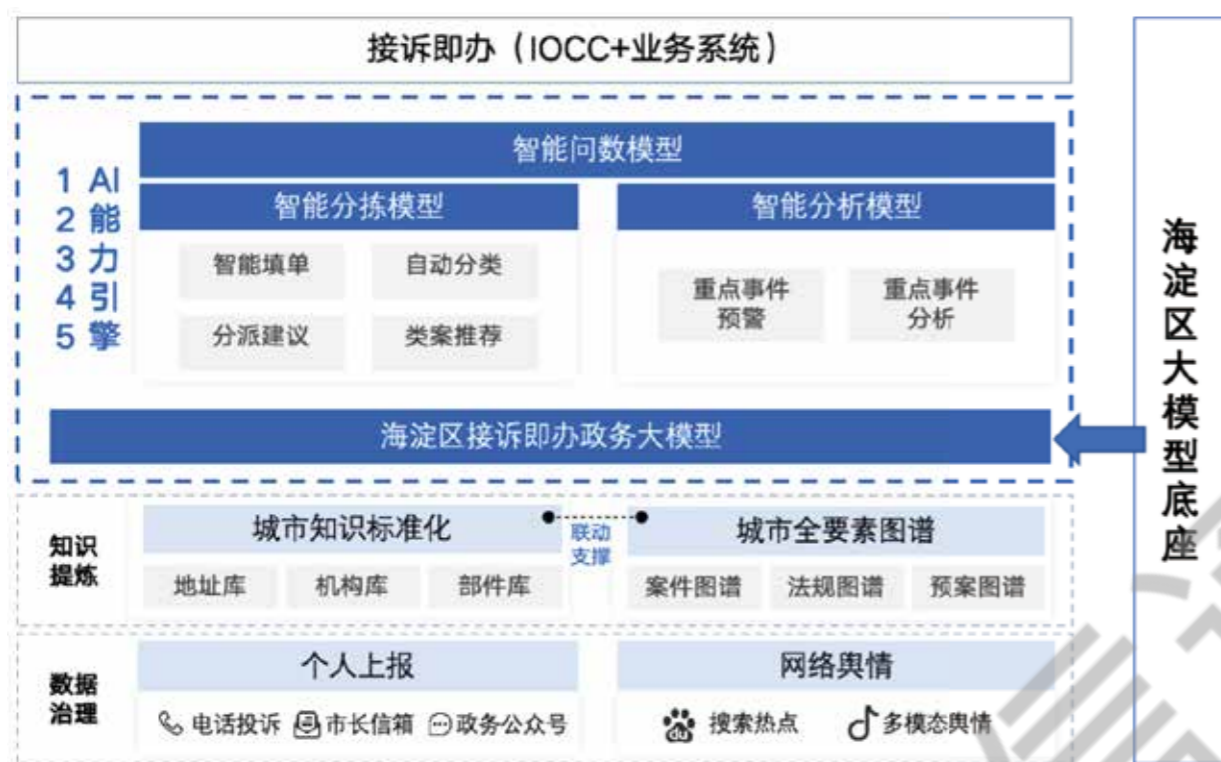 接诉即办（IOCC+业务系统）
1 AI
2 能
3 力
4 引
5 擎
智能问数模型
智能分拣模型
智能填单 自动分类
分派建议 类案推荐
智能分析模型
重点事件
预警
重点事件
分析
海淀区接诉即办政务大模型
知识
提炼
城市知识标准化
地址库 机构库 部件库
联动
支撑
城市全要素图谱
案件图谱 法规图谱 预案图谱
数据
治理
个人上报
电话投诉 市长信箱 政务公众号
网络舆情
du 搜索热点 多模态舆情
海淀区大模型底座